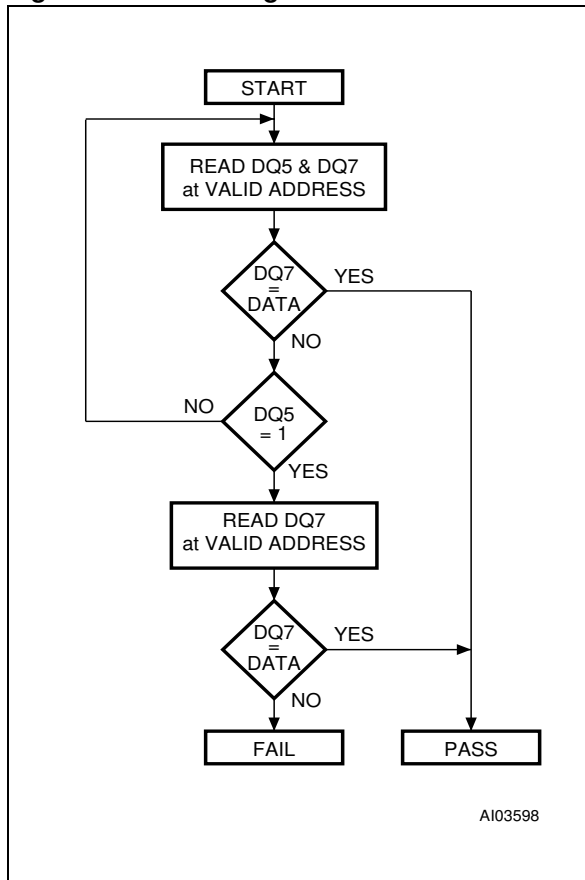 START
READ DQ5 & DQ7
at VALID ADDRESS
DQ7
=
DATA
YES
NO
DQ5
= 1
NO
YES
READ DQ7
at VALID ADDRESS
DQ7
=
DATA
YES
NO
FAIL
PASS
AI03598